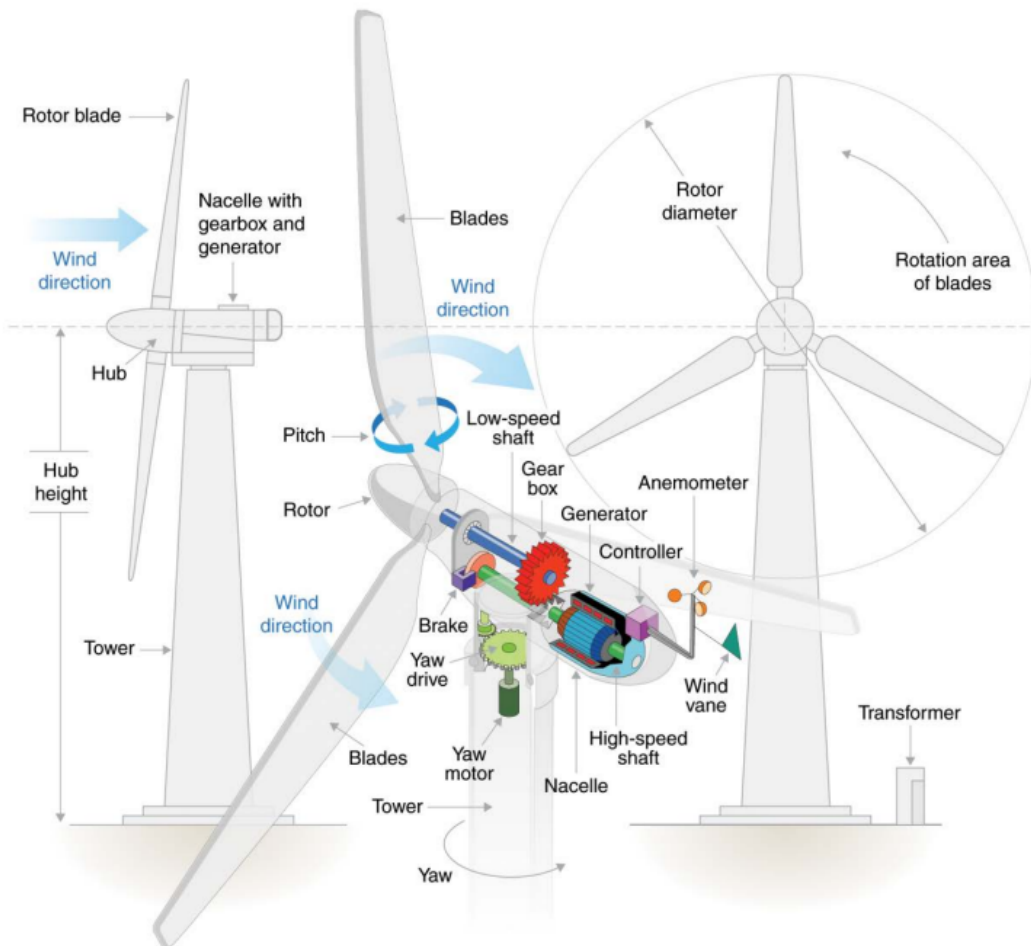 Rotor blade
Nacelle with
gearbox and
generator
Wind
direction
Hub
Hub
height
Tower
Blades
Wind
direction
Pitch
Low-speed
shaft
Rotor
Gear
box
Generator
Controller
Anemometer
Brake
Wind
direction
Yaw
drive
Yaw
motor
Blades
Tower
Yaw
Nacelle
High-speed
shaft
Wind
vane
Rotor
diameter
Rotation area
of blades
Transformer